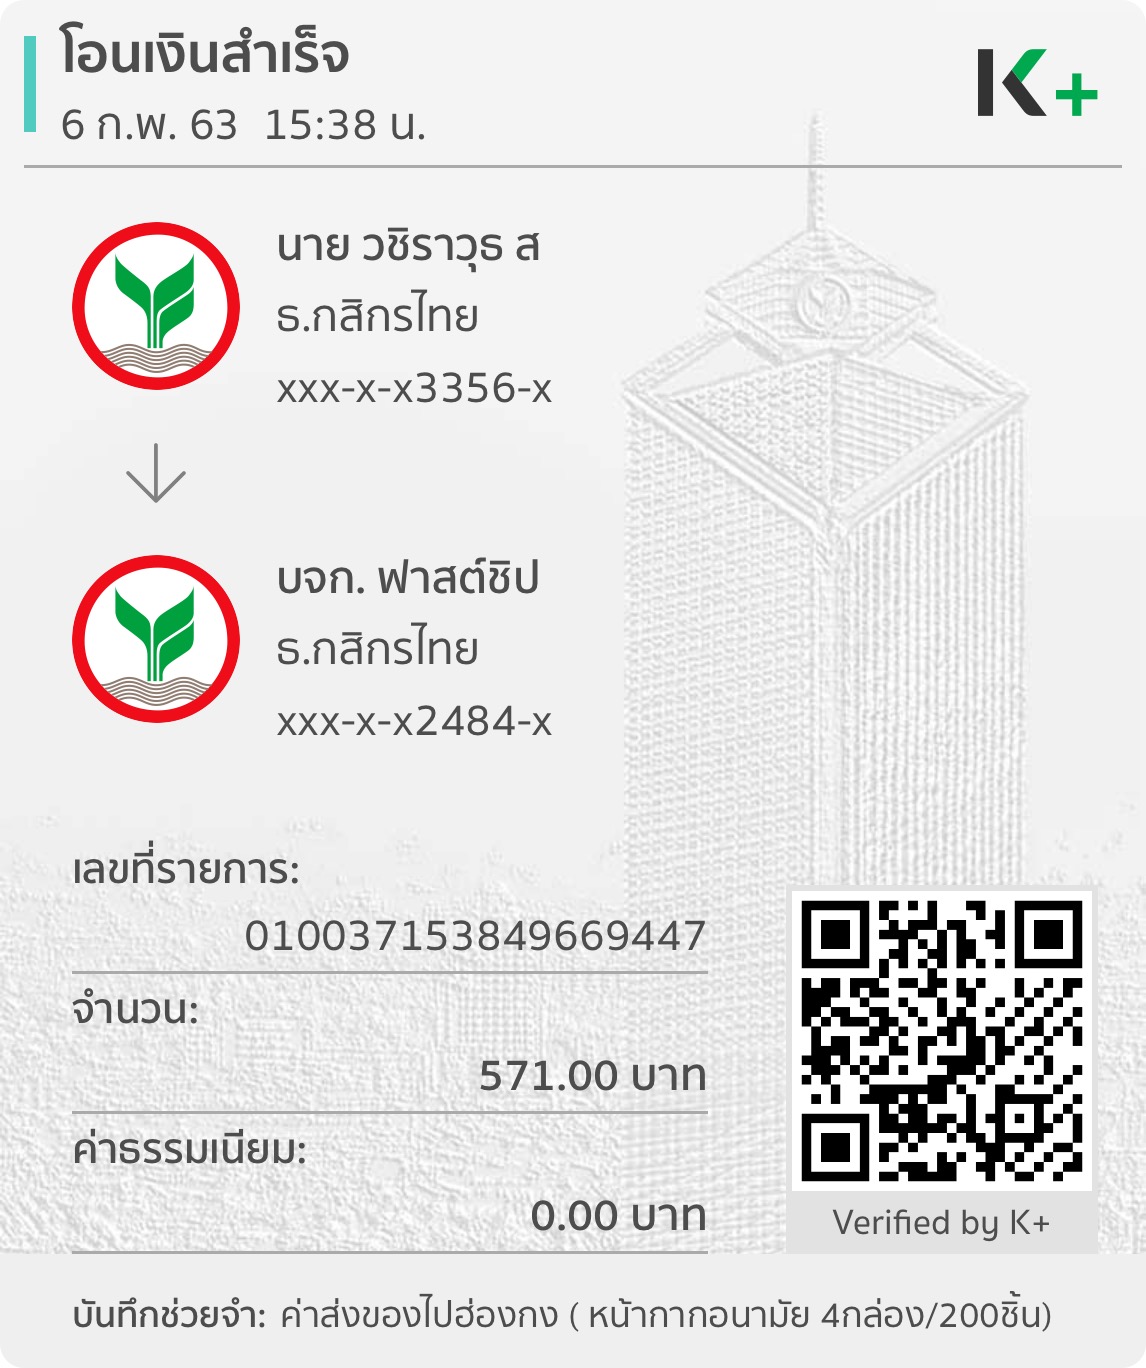 โอนเงินสำเร็จ
6 ก.พ. 63 15:38 น.
K+
นาย วชิราวุธ ส
ธ.กสิกรไทย
xxx-x-x3356-x
บจก. ฟาสต์ชิป
ธ.กสิกรไทย
xxx-x-x2484-x
เลขที่รายการ:
010037153849669447
จำนวน:
571.00 บาท
ค่าธรรมเนียม:
0.00 บาท
Verified by K+
บันทึกช่วยจำ: ค่าส่งของไปฮ่องกง ( หน้ากากอนามัย 4กล่อง/200ชิ้น)